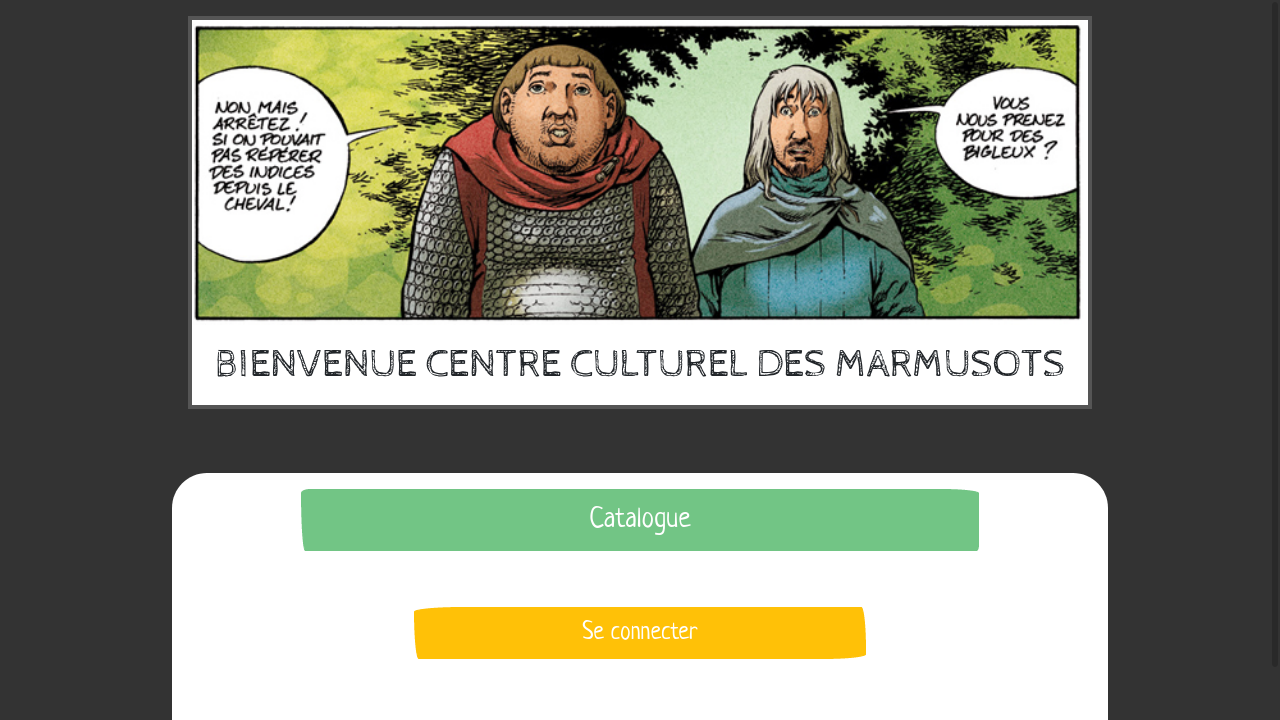 NON, MAIS
ARRÊTEZ !
SI ON POUVAIT
PAS REPÉRER
DES INDICES
DEPUIS LE
CHEVAL !
VOUS
NOUS PRENEZ
POUR DES
BIGLEUX ?
BIENVENUE CENTRE CULTUREL DES MARMUSOTS
Catalogue
Se connecter